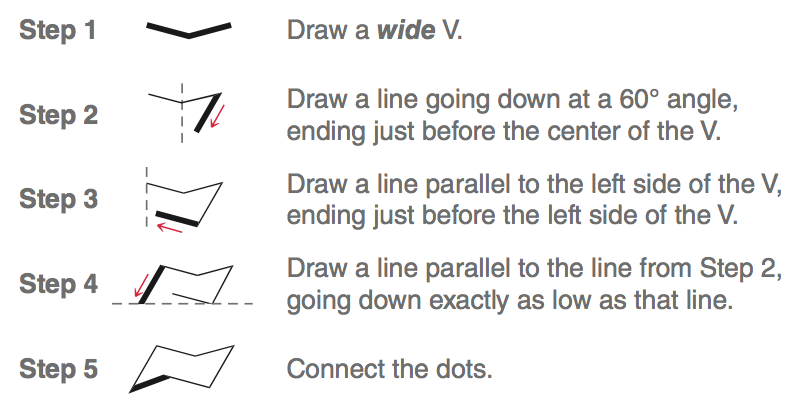 Step 1 Draw a wide V.
Step 2 Draw a line going down at a 60° angle,
ending just before the center of the V.
Step 3 Draw a line parallel to the left side of the V,
ending just before the left side of the V.
Step 4 Draw a line parallel to the line from Step 2,
going down exactly as low as that line.
Step 5 Connect the dots.